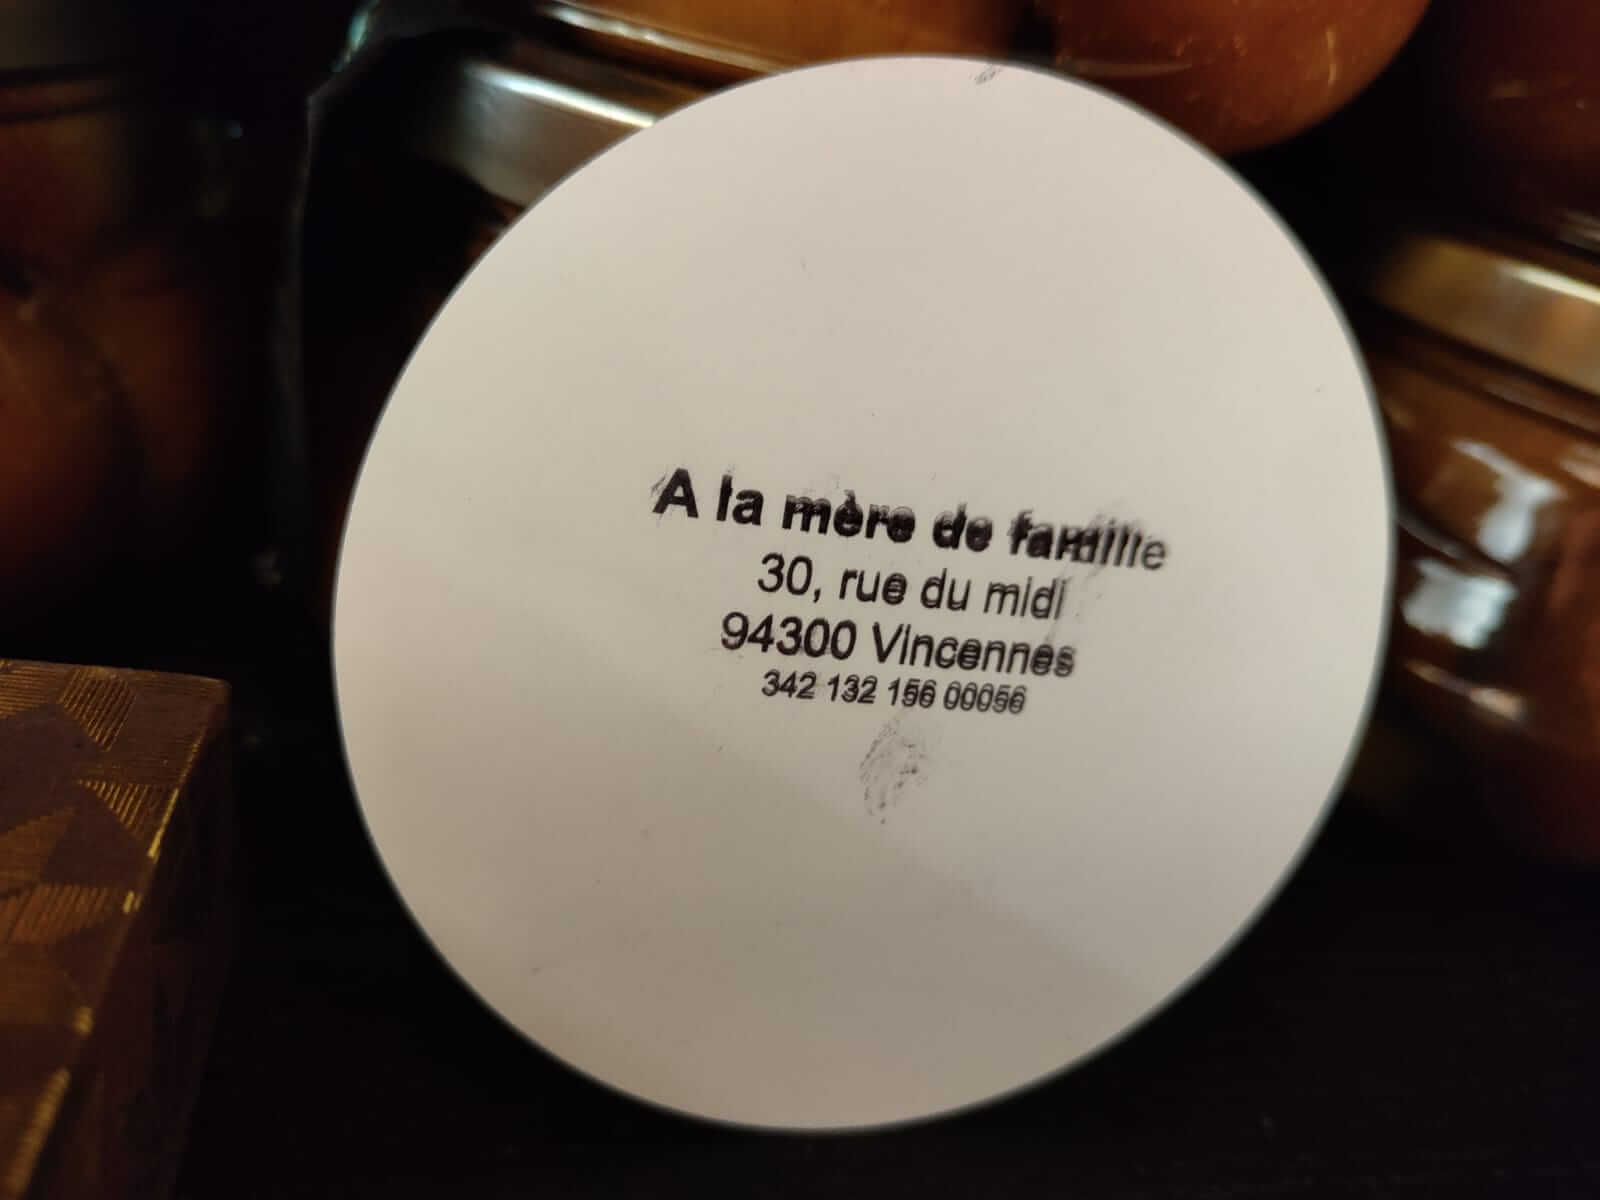 A la mère de famille
30, rue du midi
94300 Vincennes
342 132 156 00056